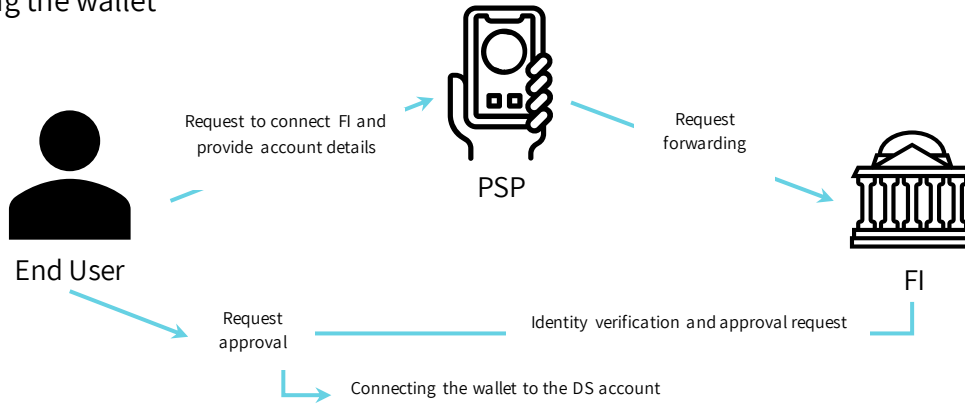 g the wallet
Request to connect FI and
provide account details
Request
forwarding
PSP
End User
FI
Request
approval
Identity verification and approval request
Connecting the wallet to the DS account